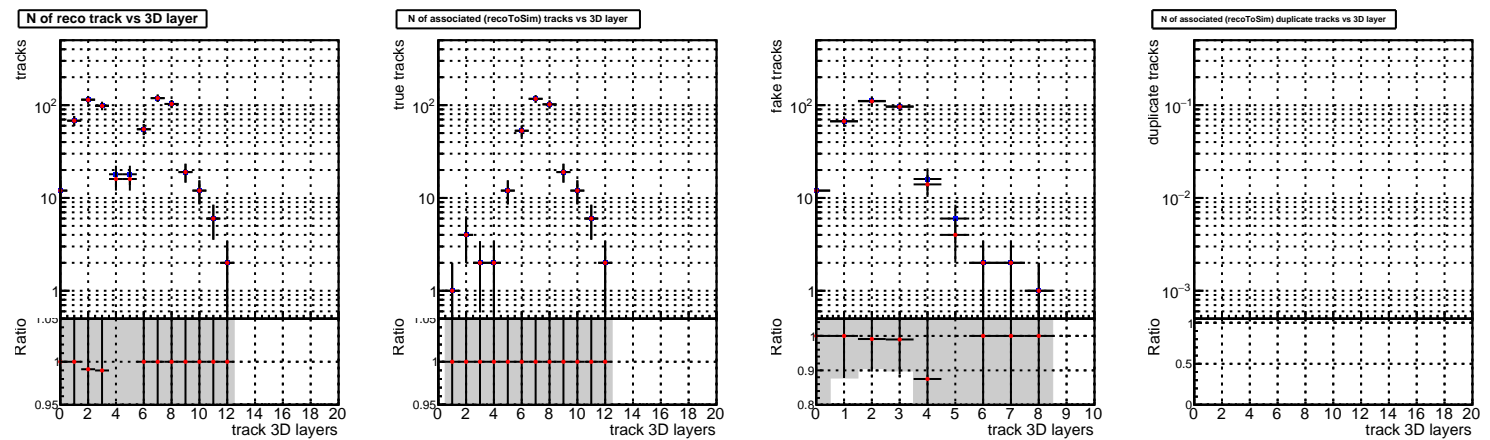 N of reco track vs 3D layer
tracks
10²
10
1
Ratio
1.05
1
0.95
0 2 4 6 8 10 12 14 16 18 20
track 3D layers
N of associated (recoToSim) tracks vs 3D layer
true tracks
10²
10
1
Ratio
1.05
1
0.95
0 2 4 6 8 10 12 14 16 18 20
track 3D layers
fake tracks
10²
10
1
Ratio
1
0.9
0.8
0 1 2 3 4 5 6 7 8 9 10
track 3D layers
N of associated (recoToSim) duplicate tracks vs 3D layer
duplicate tracks
10⁻¹
10⁻²
10⁻³
Ratio
1
0.5
0
0 2 4 6 8 10 12 14 16 18 20
track 3D layers